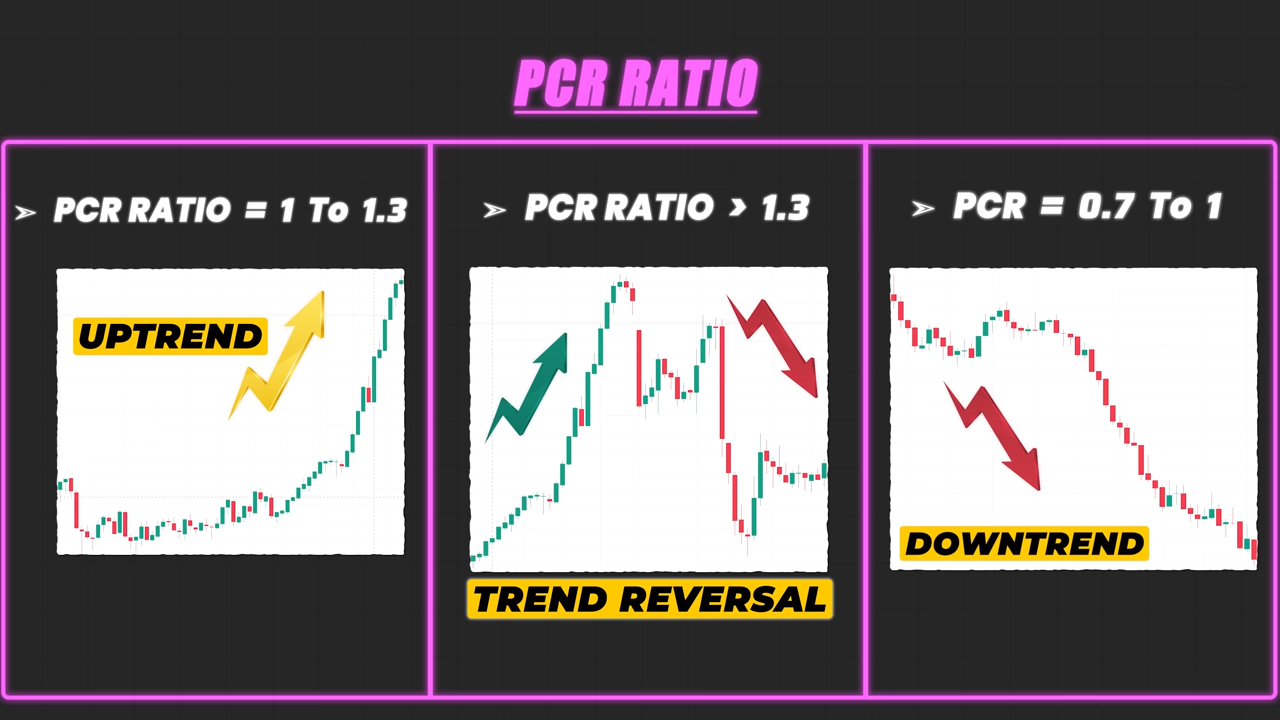 PCR RATIO
➢ PCR RATIO = 1 To 1.3
UPTREND
➢ PCR RATIO > 1.3
TREND REVERSAL
➢ PCR = 0.7 To 1
DOWNTREND